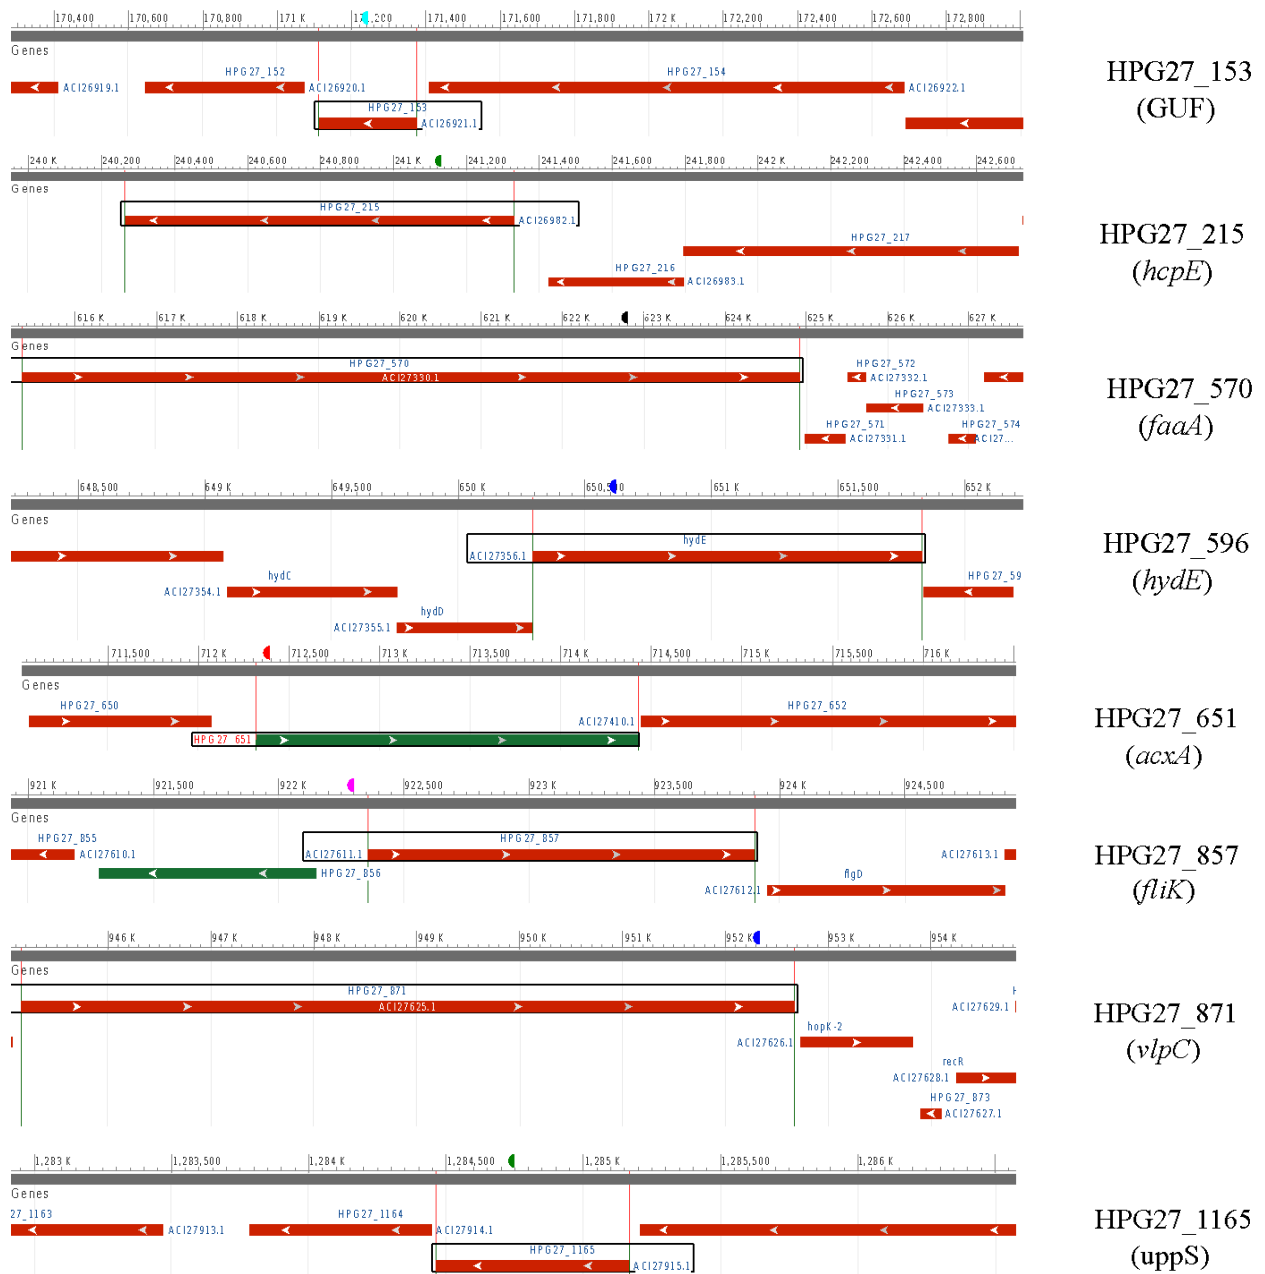 170,400 170,600 170,800 171 K 171,200 171,400 171,600 171,800 172 K 172,200 172,400 172,600 172,800
Genes
HPG27_152 HPG27_154
ACI26919.1 ACI26920.1 ACI26922.1
HPG27_153
ACI26921.1
HPG27_153
(GUF)
240 K 240,200 240,400 240,600 240,800 241 K 241,200 241,400 241,600 241,800 242 K 242,200 242,400 242,600
Genes
HPG27_215
ACI26982.1
HPG27_217
HPG27_216
ACI26983.1
HPG27_215
(hcpE)
616 K 617 K 618 K 619 K 620 K 621 K 622 K 623 K 624 K 625 K 626 K 627 K
Genes
HPG27_570 HPG27_572
ACI27330.1 ACI27332.1
HPG27_573
ACI27333.1
HPG27_571 HPG27_574
ACI27331.1 ACI27...
HPG27_570
(faaA)
648,500 649 K 649,500 650 K 650,500 651 K 651,500 652 K
Genes
hydE
ACI27356.1
hydC HPG27_59
ACI27354.1
hydD
ACI27355.1
HPG27_596
(hydE)
711,500 712 K 712,500 713 K 713,500 714 K 714,500 715 K 715,500 716 K
Genes
HPG27_650 HPG27_652
ACI27410.1
HPG27_651
HPG27_651
(acxA)
921 K 921,500 922 K 922,500 923 K 923,500 924 K 924,500
Genes
HPG27_855 HPG27_857
ACI27610.1 ACI27611.1 ACI27613.1
HPG27_856 flgD
ACI27612.1
HPG27_857
(fliK)
946 K 947 K 948 K 949 K 950 K 951 K 952 K 953 K 954 K
Genes
HPG27_871
ACI27625.1 ACI27629.1
hopK-2
ACI27626.1
recR
ACI27628.1
HPG27_873
ACI27627.1
HPG27_871
(vlpC)
1,283 K 1,283,500 1,284 K 1,284,500 1,285 K 1,285,500 1,286 K
Genes
27_1163 HPG27_1164
ACI27913.1 ACI27914.1
HPG27_1165
ACI27915.1
HPG27_1165
(uppS)